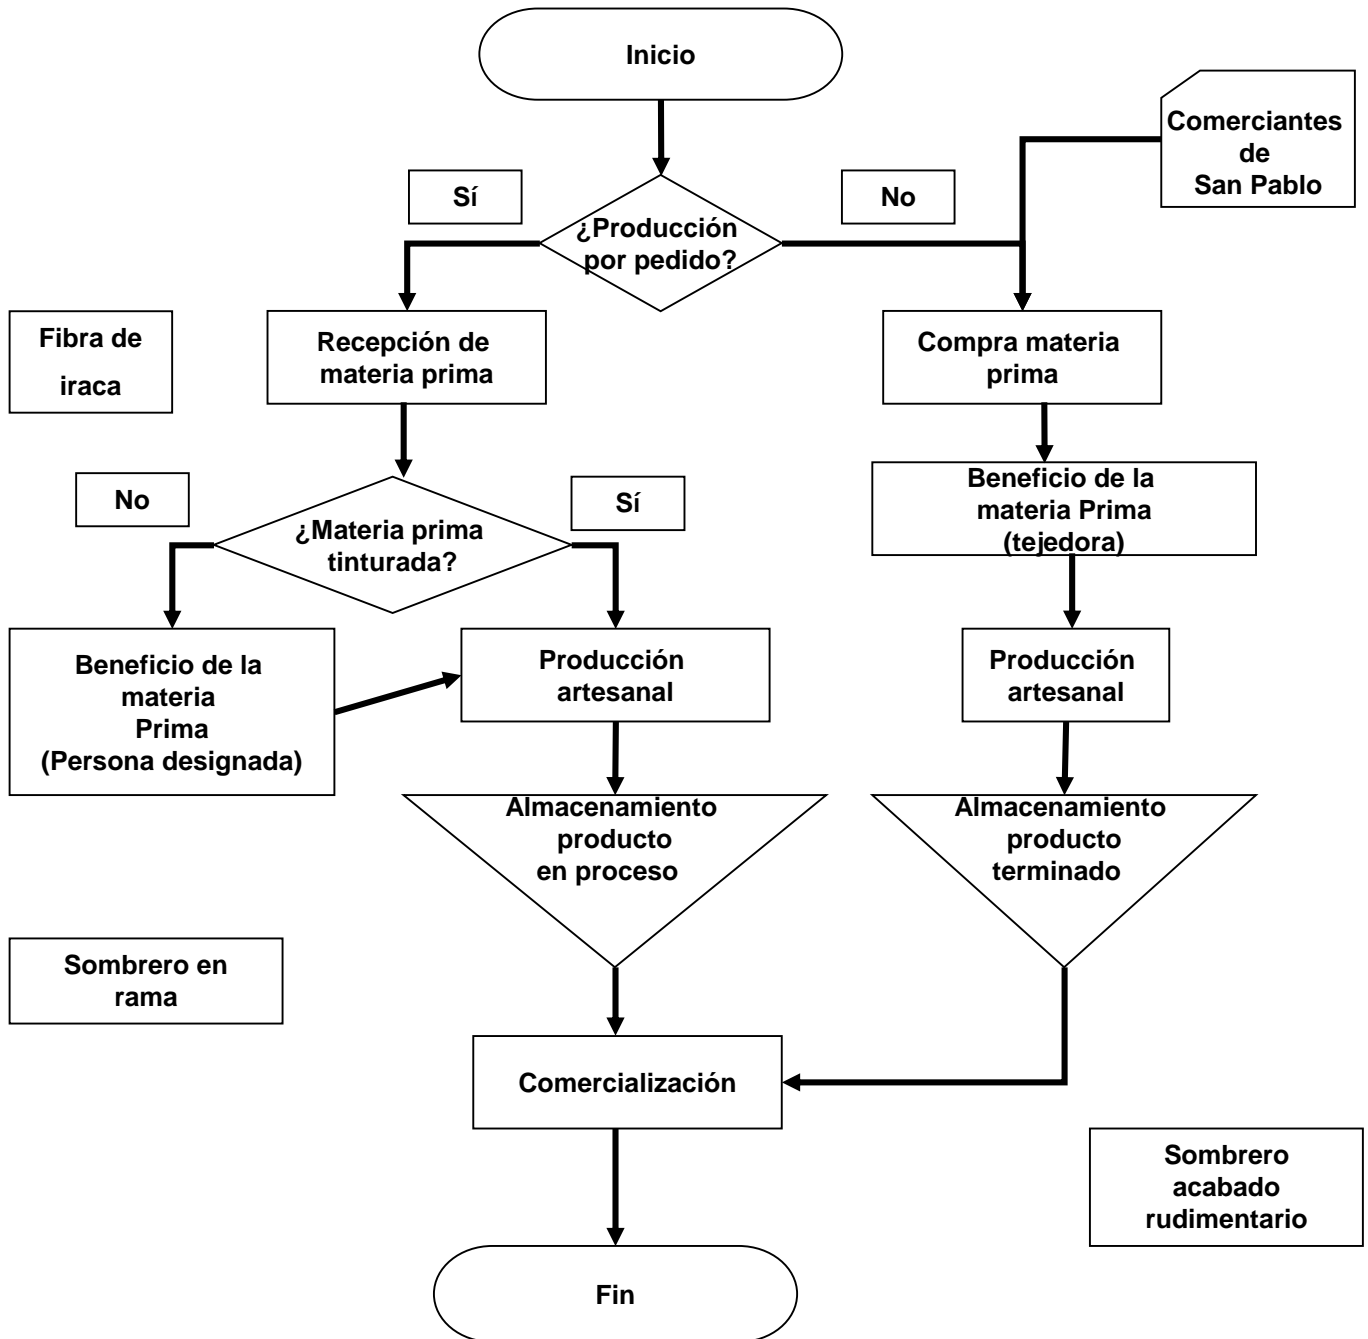 Inicio
Comerciantes
de
San Pablo
Sí
No
¿Producción
por pedido?
Fibra de
iraca
Recepción de
materia prima
Compra materia
prima
No
Sí
¿Materia prima
tinturada?
Beneficio de la
materia Prima
(tejedora)
Beneficio de la
materia
Prima
(Persona designada)
Producción
artesanal
Producción
artesanal
Almacenamiento
producto
en proceso
Almacenamiento
producto
terminado
Sombrero en
rama
Comercialización
Sombrero
acabado
rudimentario
Fin